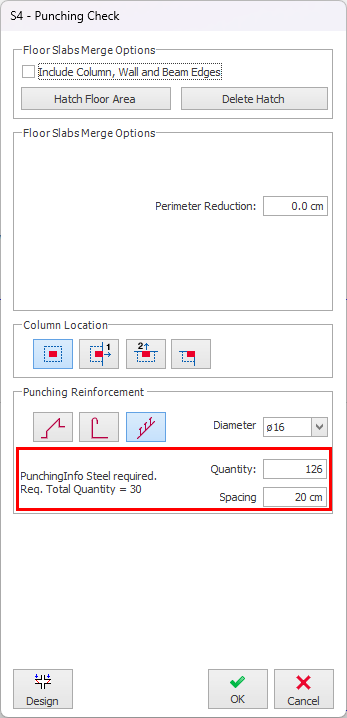 S4 - Punching Check
Floor Slabs Merge Options
Include Column, Wall and Beam Edges
Hatch Floor Area
Delete Hatch
Floor Slabs Merge Options
Perimeter Reduction: 0.0 cm
Column Location
1
2
Punching Reinforcement
Diameter ø16
PunchingInfo Steel required.
Req. Total Quantity = 30
Quantity: 126
Spacing 20 cm
Design
OK
Cancel